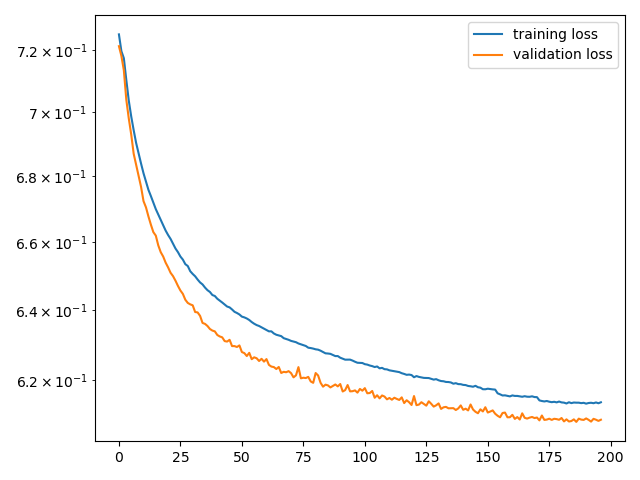 training loss
validation loss
7.2 × 10⁻¹
7 × 10⁻¹
6.8 × 10⁻¹
6.6 × 10⁻¹
6.4 × 10⁻¹
6.2 × 10⁻¹
0 25 50 75 100 125 150 175 200